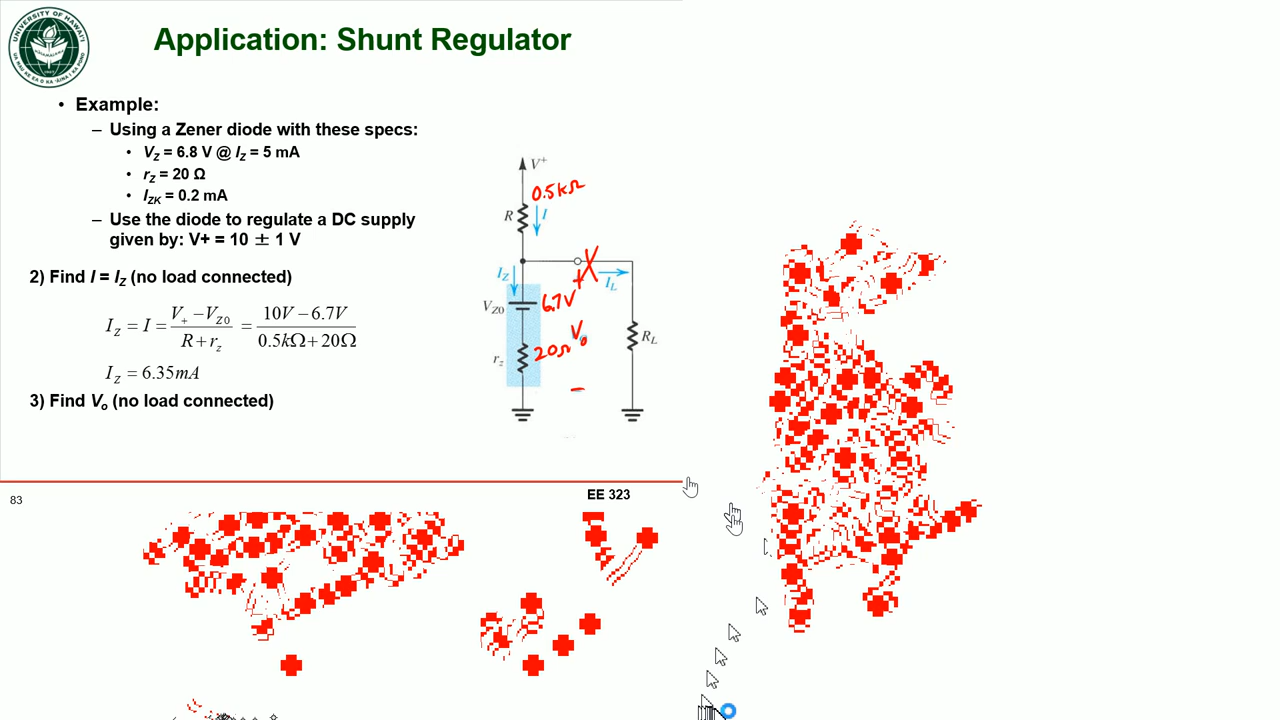 UNIVERSITY OF HAWAI'I
Application: Shunt Regulator
• Example:
– Using a Zener diode with these specs:
• VZ = 6.8 V @ IZ = 5 mA
• rZ = 20 Ω
• IZK = 0.2 mA
– Use the diode to regulate a DC supply
given by: V+ = 10 ± 1 V
2) Find I = IZ (no load connected)
IZ = I = (V+ − VZ0) / (R + rz) = (10V − 6.7V) / (0.5kΩ + 20Ω)
IZ = 6.35mA
3) Find Vo (no load connected)
V+
0.5kΩ
R
I
IZ
+
IL
VZ0
6.7V
Vo
RL
rz
20Ω
−
83
EE 323